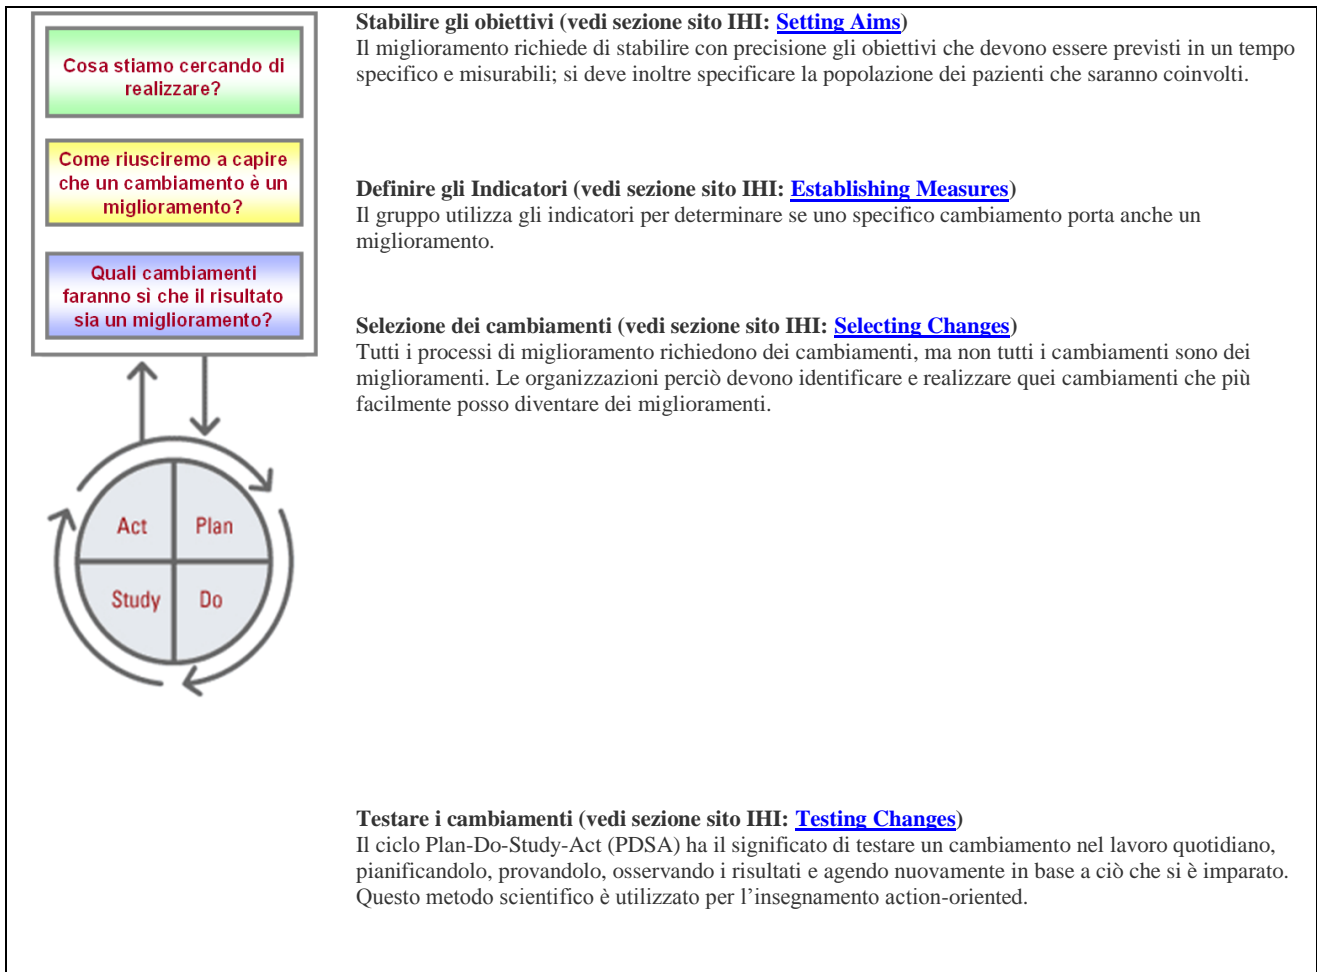 Cosa stiamo cercando di
realizzare?
Come riusciremo a capire
che un cambiamento è un
miglioramento?
Quali cambiamenti
faranno sì che il risultato
sia un miglioramento?
Act
Plan
Study
Do
Stabilire gli obiettivi (vedi sezione sito IHI: Setting Aims)
Il miglioramento richiede di stabilire con precisione gli obiettivi che devono essere previsti in un tempo
specifico e misurabili; si deve inoltre specificare la popolazione dei pazienti che saranno coinvolti.
Definire gli Indicatori (vedi sezione sito IHI: Establishing Measures)
Il gruppo utilizza gli indicatori per determinare se uno specifico cambiamento porta anche un
miglioramento.
Selezione dei cambiamenti (vedi sezione sito IHI: Selecting Changes)
Tutti i processi di miglioramento richiedono dei cambiamenti, ma non tutti i cambiamenti sono dei
miglioramenti. Le organizzazioni perciò devono identificare e realizzare quei cambiamenti che più
facilmente posso diventare dei miglioramenti.
Testare i cambiamenti (vedi sezione sito IHI: Testing Changes)
Il ciclo Plan-Do-Study-Act (PDSA) ha il significato di testare un cambiamento nel lavoro quotidiano,
pianificandolo, provandolo, osservando i risultati e agendo nuovamente in base a ciò che si è imparato.
Questo metodo scientifico è utilizzato per l’insegnamento action-oriented.